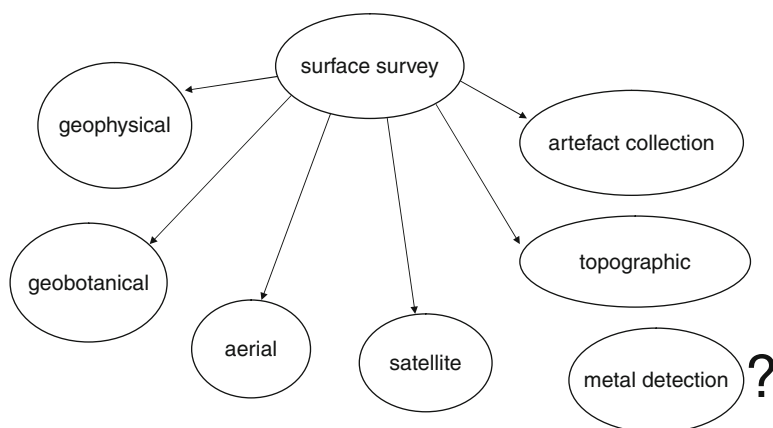 surface survey
geophysical
artefact collection
geobotanical
topographic
aerial
satellite
metal detection ?